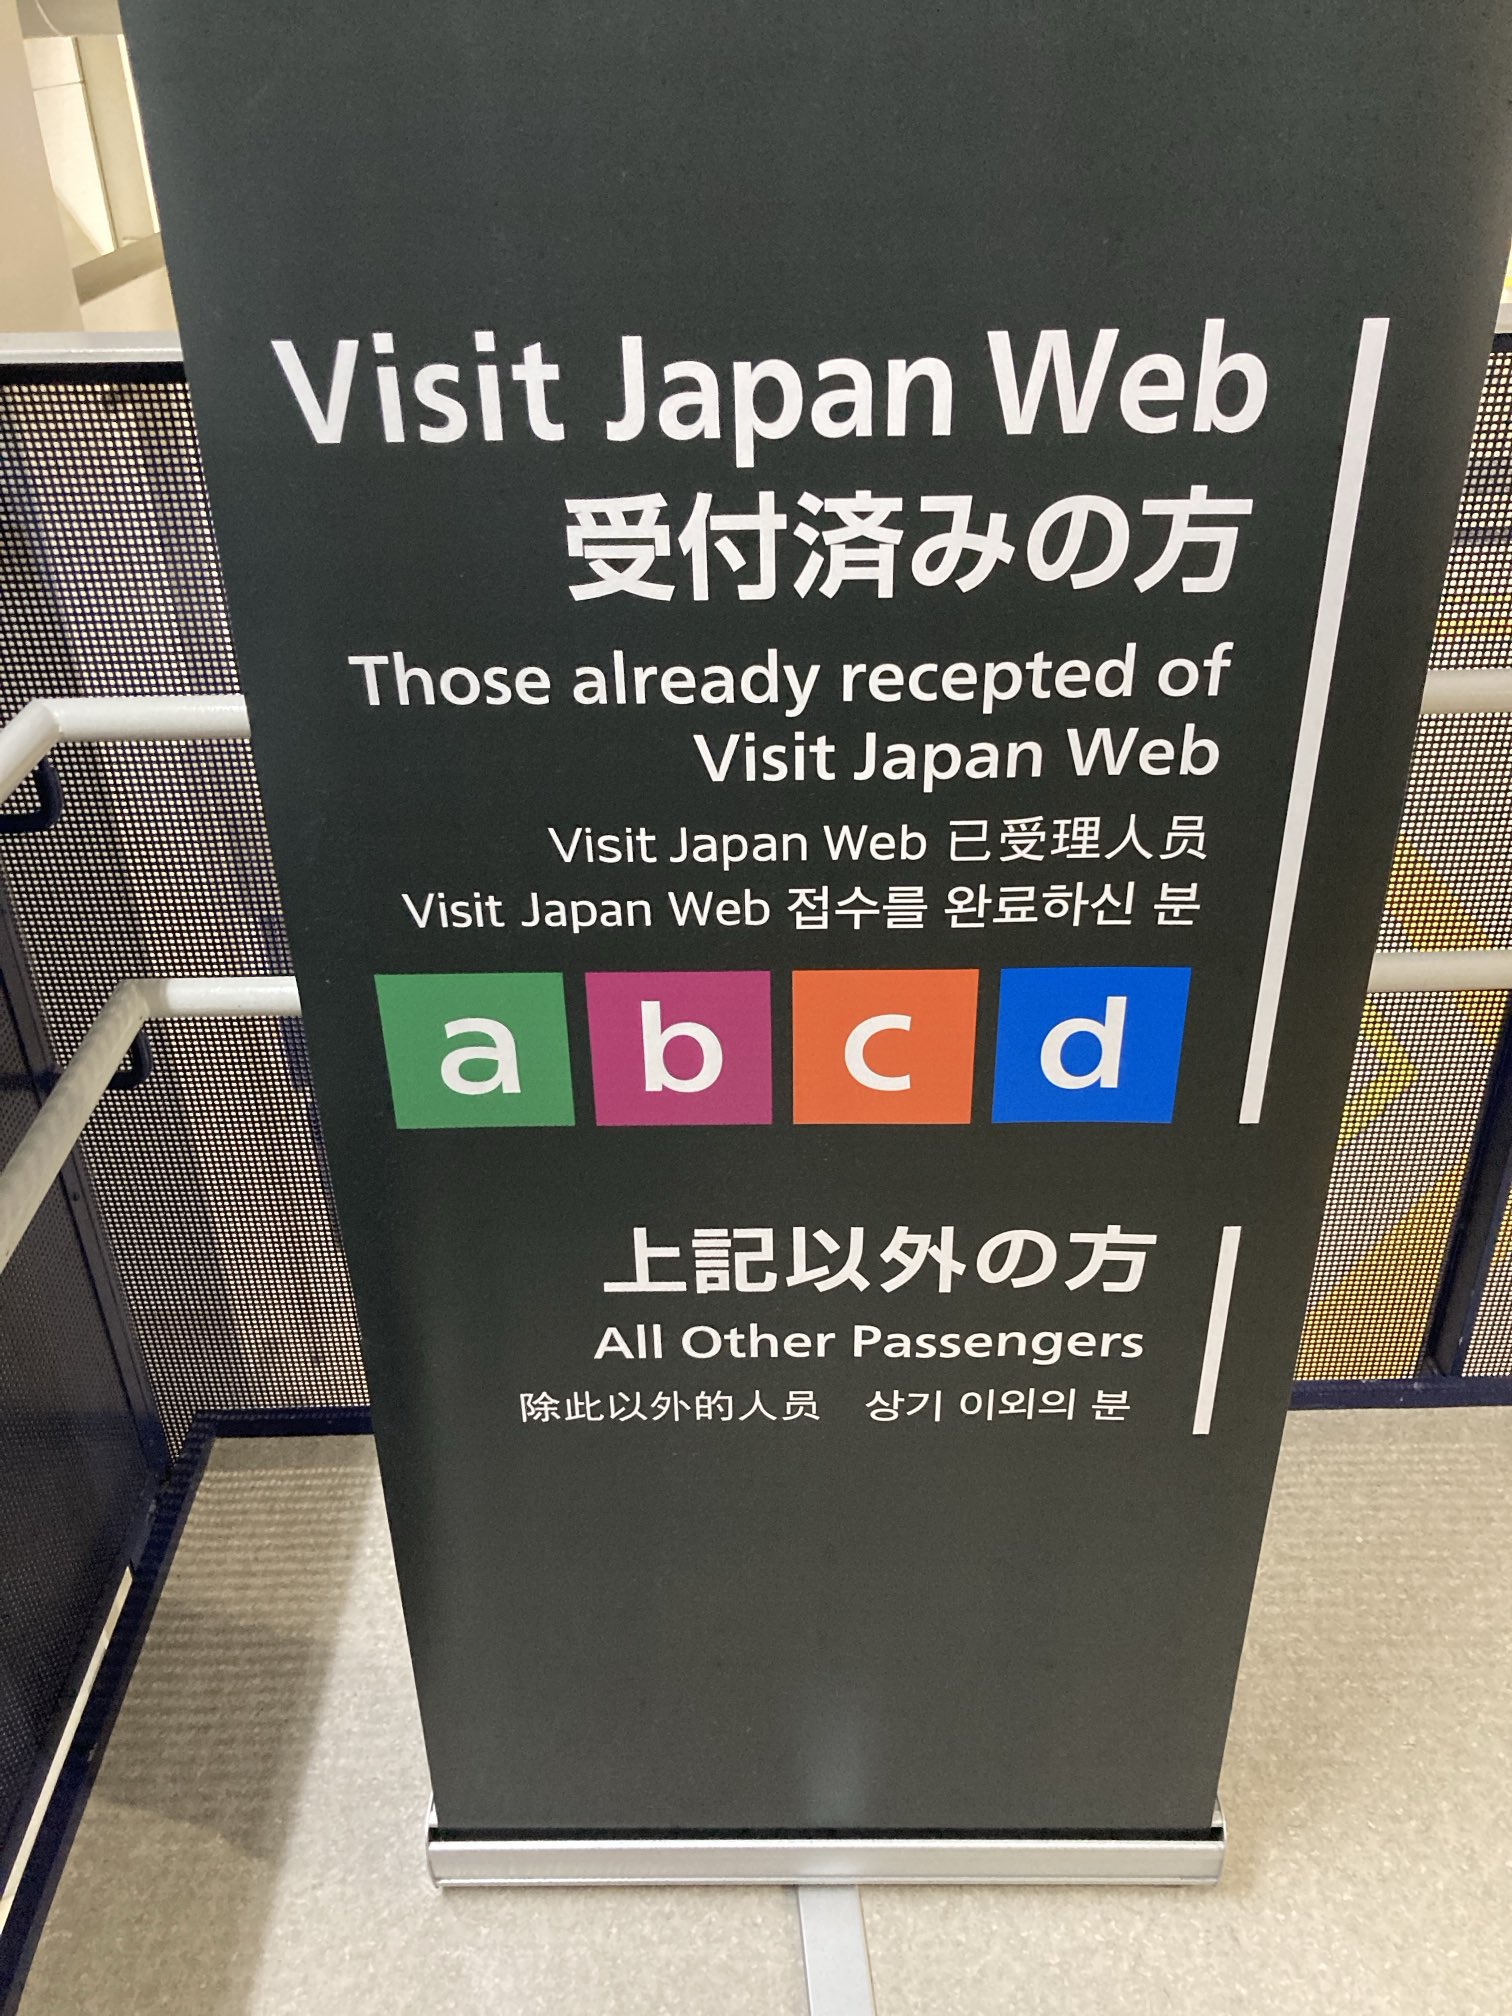 Visit Japan Web
受付済みの方
Those already recepted of
Visit Japan Web
Visit Japan Web 已受理人员
Visit Japan Web 접수를 완료하신 분
a b c d
上記以外の方
All Other Passengers
除此以外的人员　상기 이외의 분